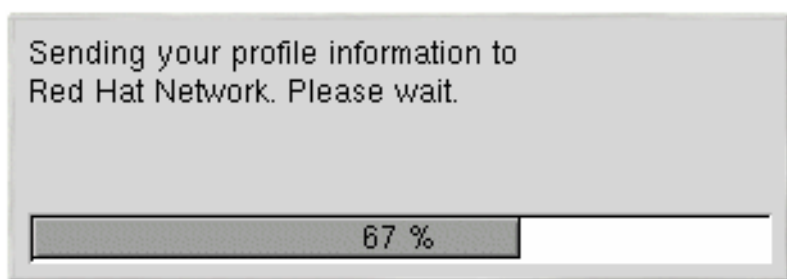 Sending your profile information to
Red Hat Network. Please wait.
67 %